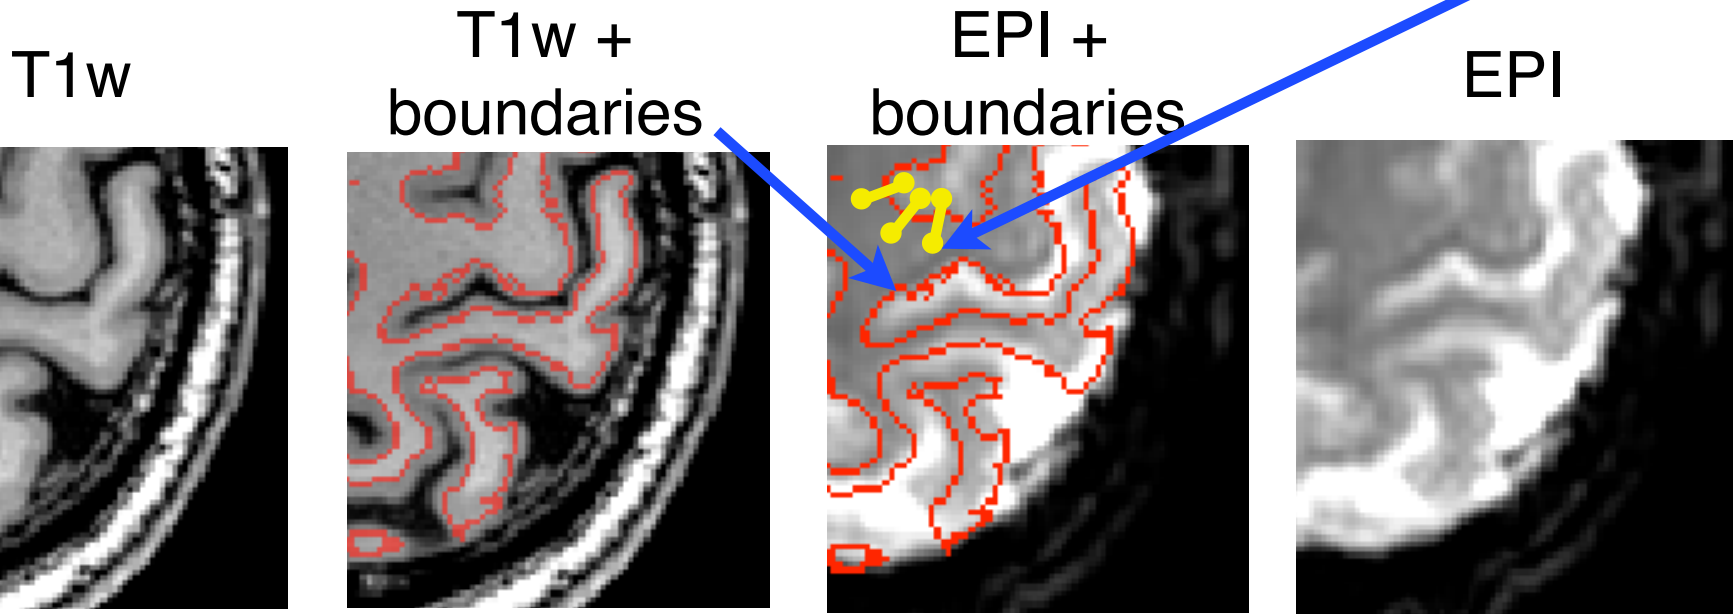 T1w
T1w +
boundaries
EPI +
boundaries
EPI